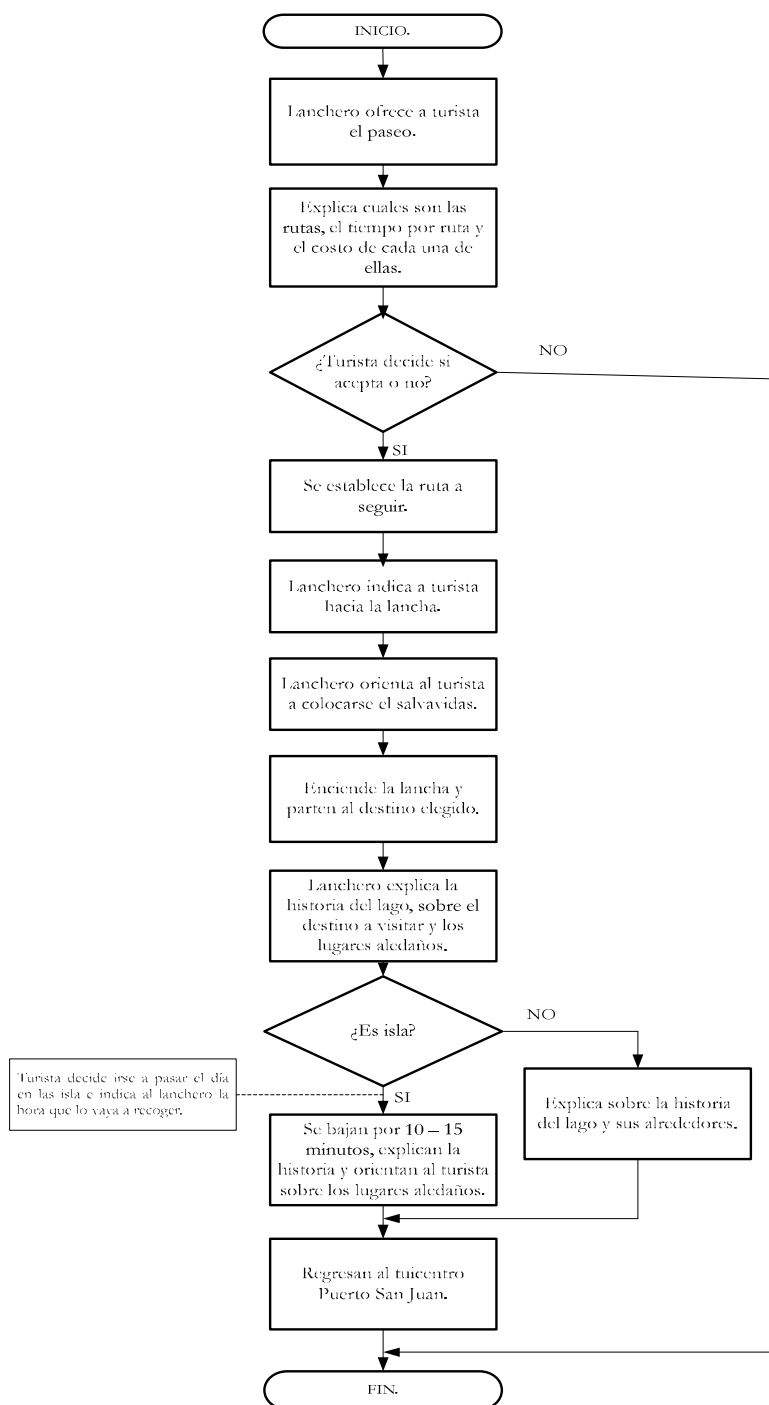 INICIO.
Lanchero ofrece a turista
el paseo.
Explica cuales son las
rutas, el tiempo por ruta y
el costo de cada una de
ellas.
¿Turista decide si
acepta o no?
NO
SI
Se establece la ruta a
seguir.
Lanchero indica a turista
hacia la lancha.
Lanchero orienta al turista
a colocarse el salvavidas.
Enciende la lancha y
parten al destino elegido.
Lanchero explica la
historia del lago, sobre el
destino a visitar y los
lugares aledaños.
¿Es isla?
NO
SI
Turista decide irse a pasar el día
en las isla e indica al lanchero la
hora que lo vaya a recoger.
Explica sobre la historia
del lago y sus alrededores.
Se bajan por 10 – 15
minutos, explican la
historia y orientan al turista
sobre los lugares aledaños.
Regresan al tuicentro
Puerto San Juan.
FIN.